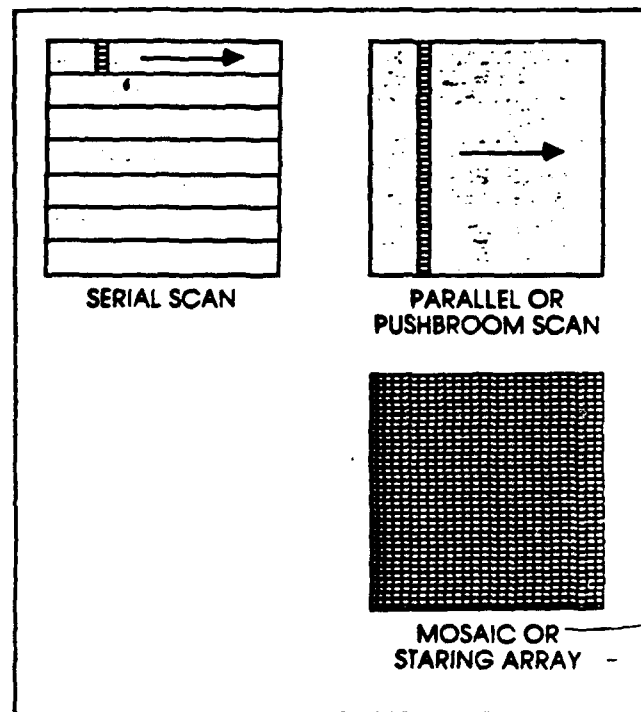 SERIAL SCAN
PARALLEL OR
PUSHBROOM SCAN
MOSAIC OR
STARING ARRAY